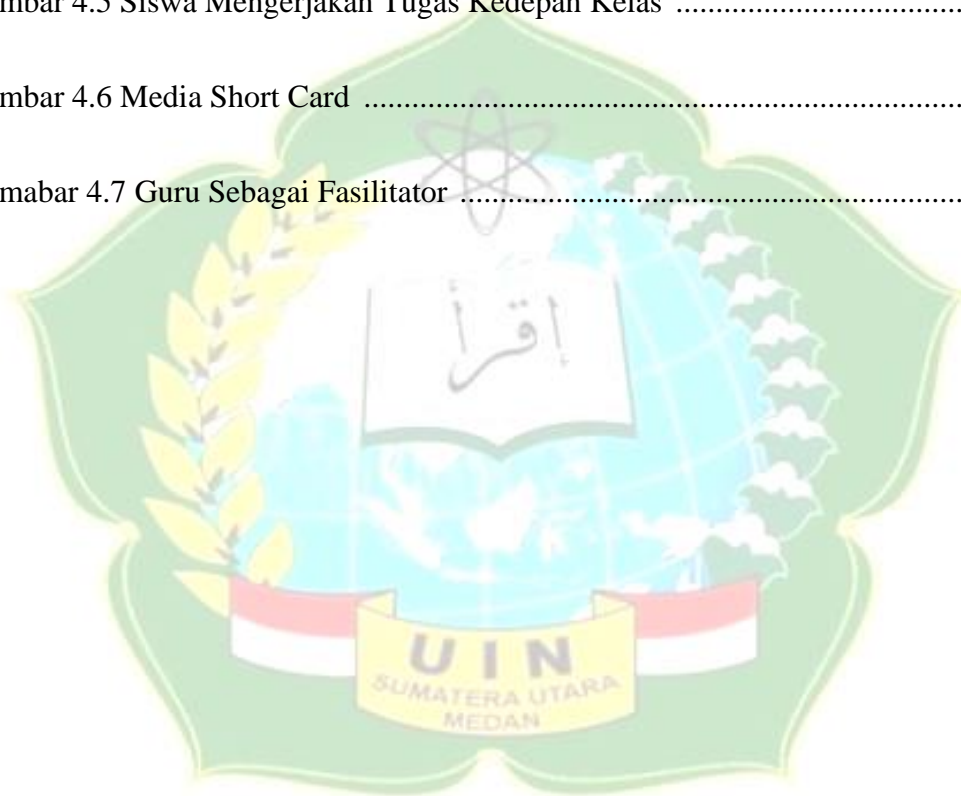 mbar 4.5 Siswa Mengerjakan Tugas Kedepan Kelas ....................................
mbar 4.6 Media Short Card ...........................................................................
mabar 4.7 Guru Sebagai Fasilitator ...............................................................
إقرأ
UIN
SUMATERA UTARA
MEDAN